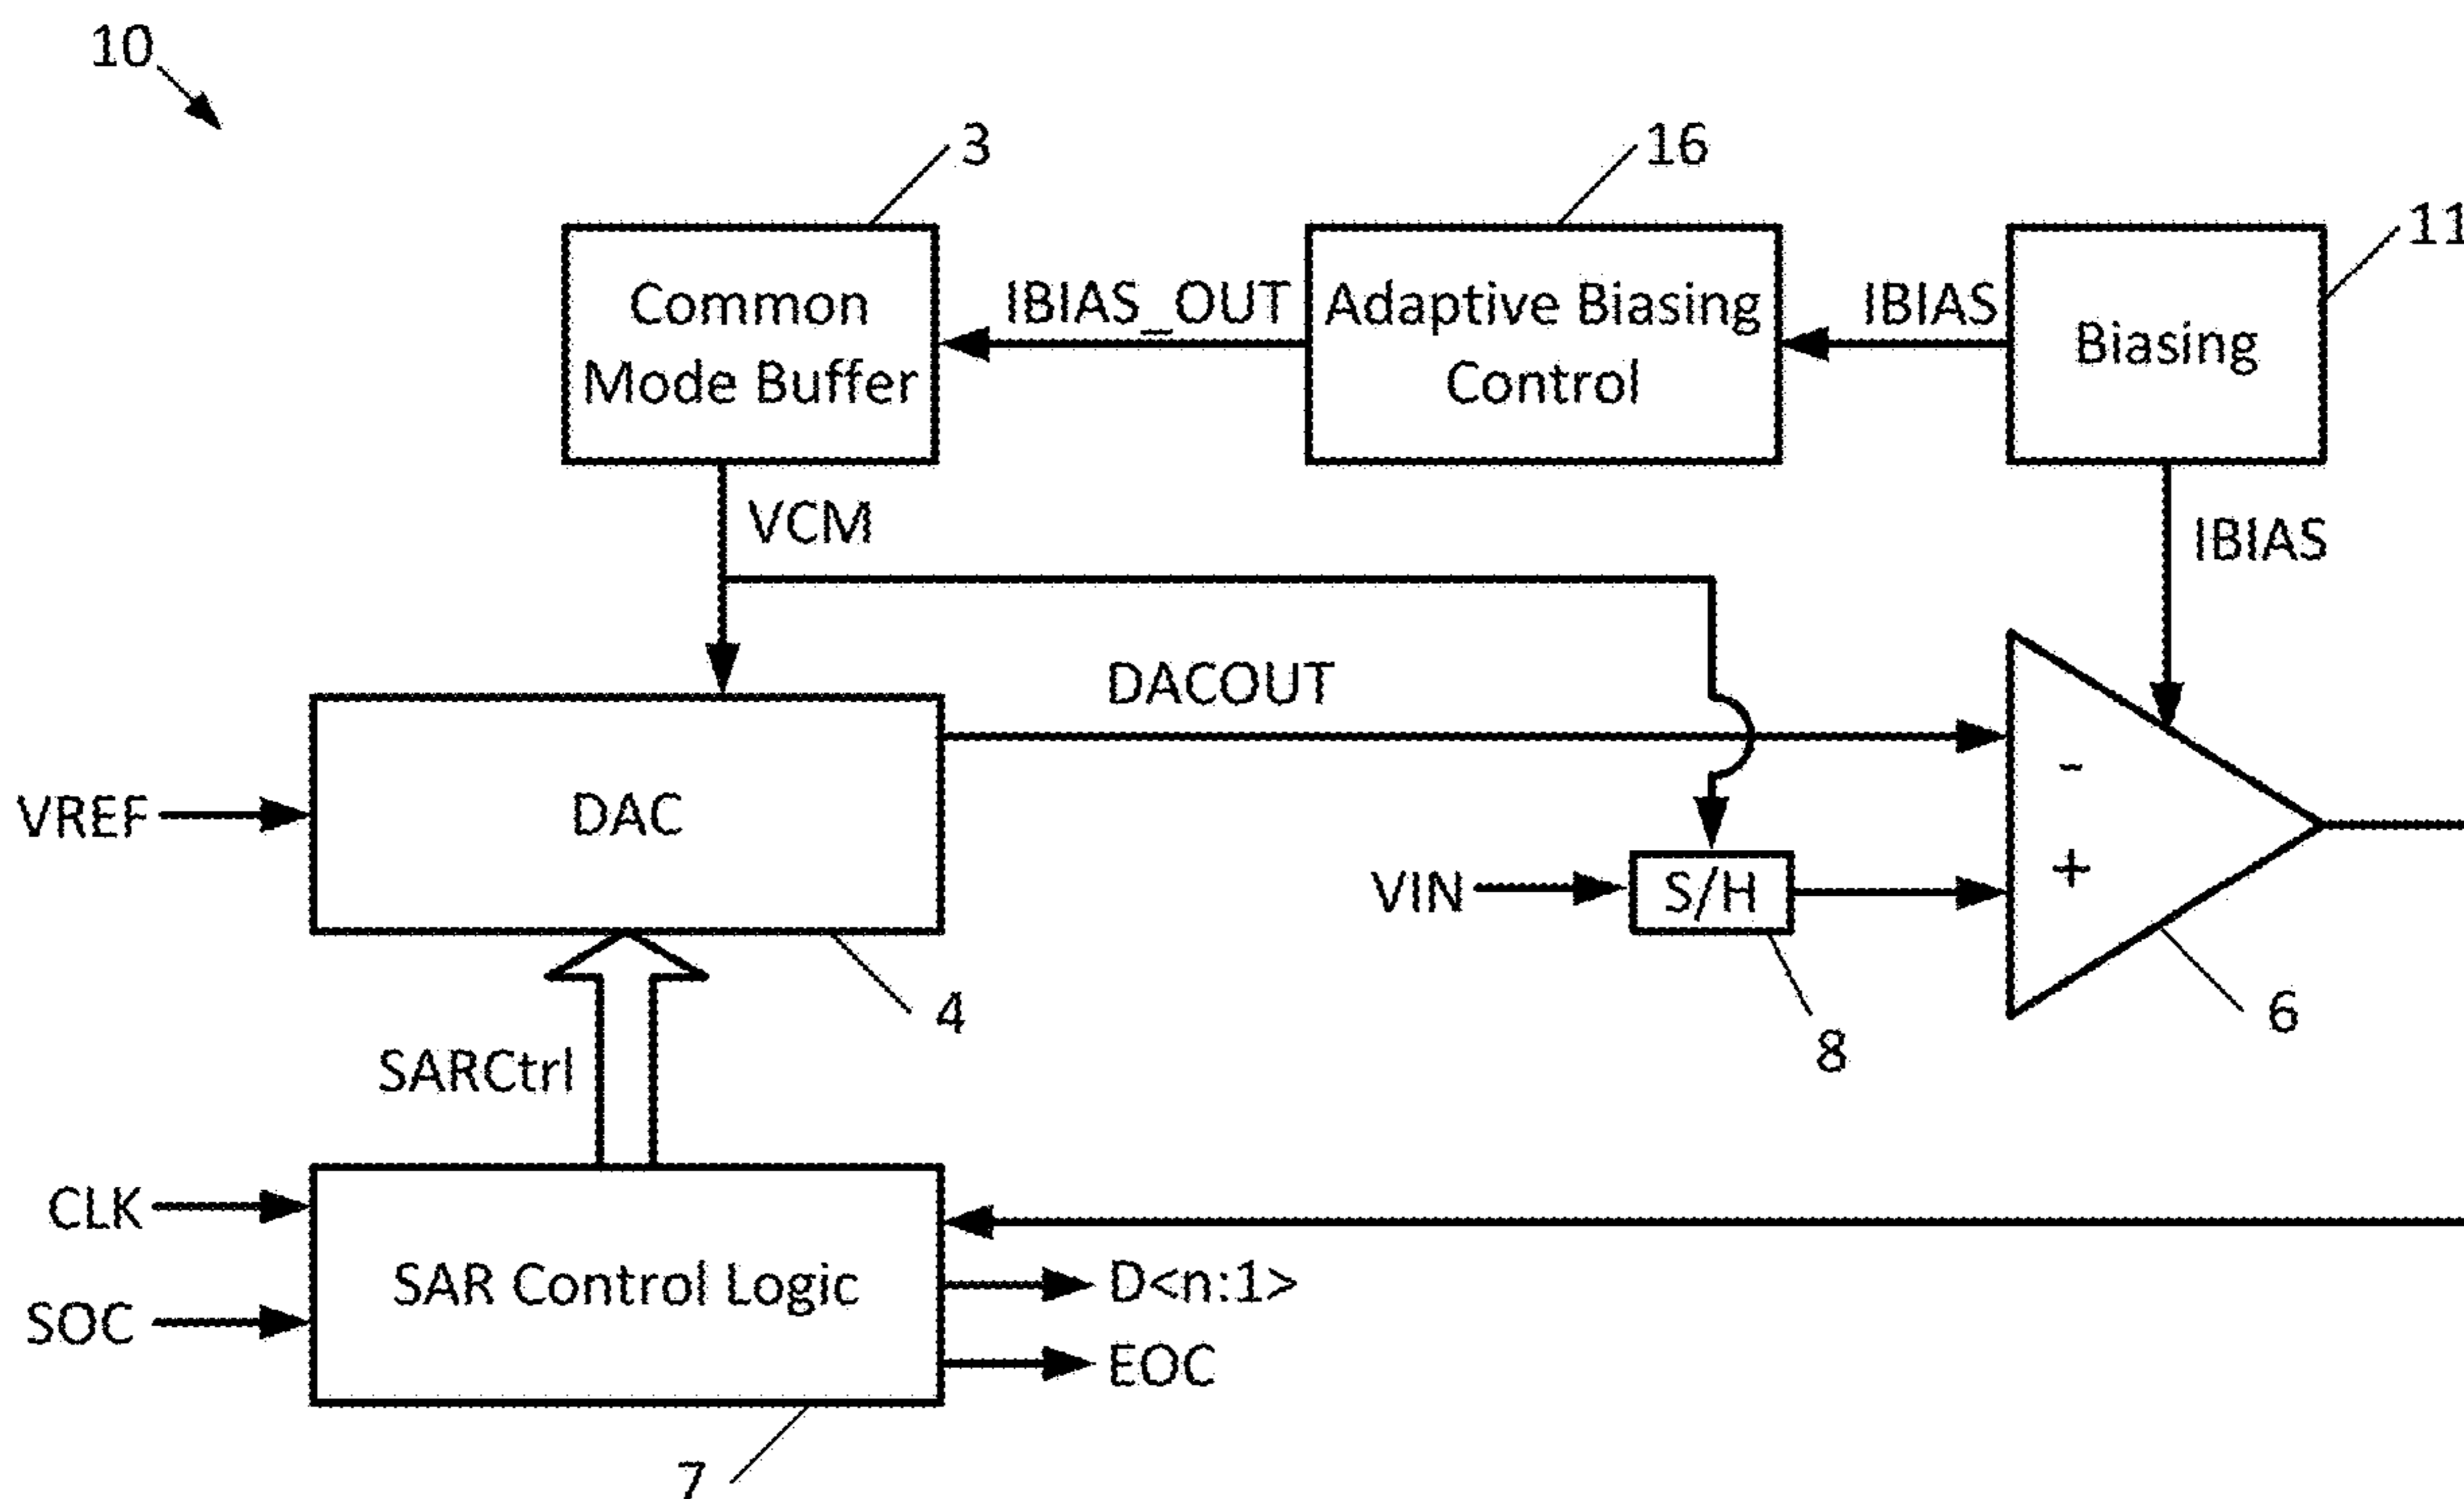 10
3
16
11
Common
Mode Buffer
IBIAS_OUT
Adaptive Biasing
Control
IBIAS
Biasing
VCM
IBIAS
DACOUT
VREF
DAC
-
+
VIN
S/H
4
8
6
SARCtrl
CLK
SOC
SAR Control Logic
D<n:1>
EOC
7